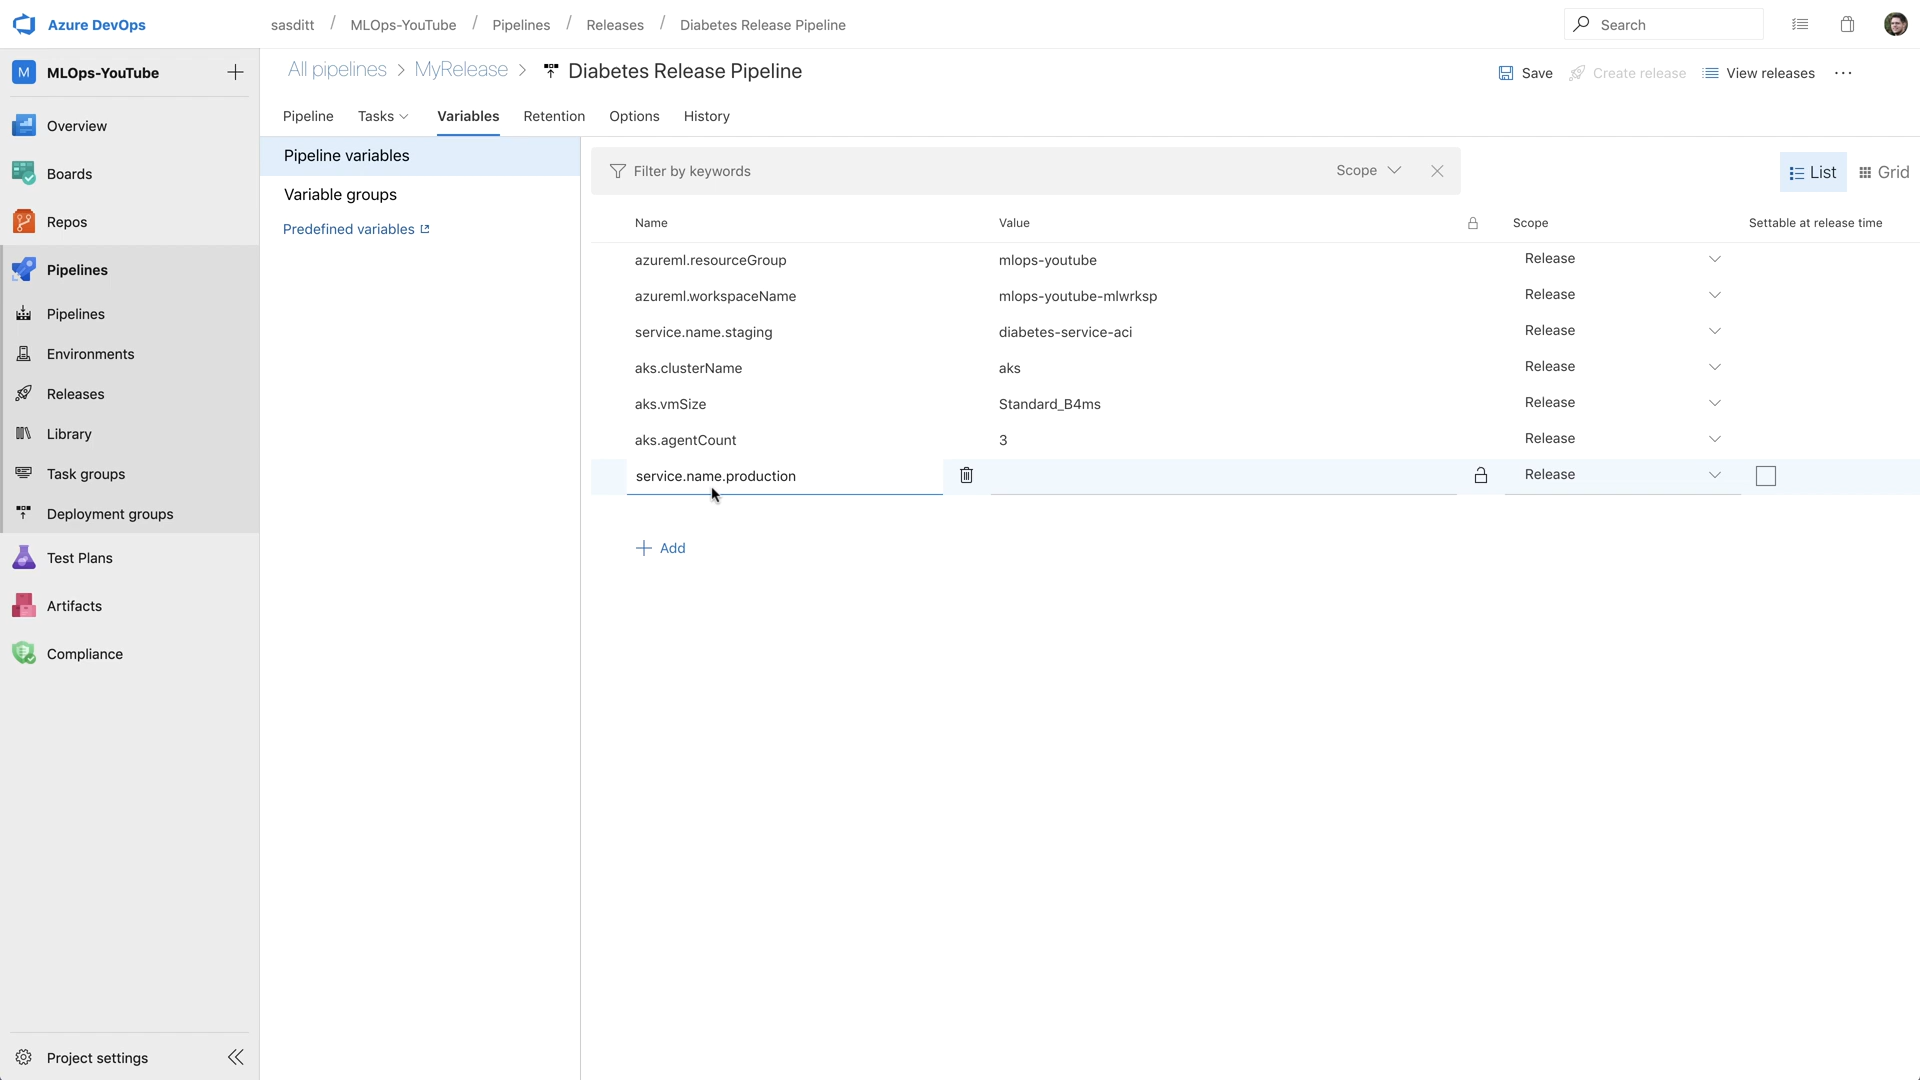 Azure DevOps
sasditt / MLOps-YouTube / Pipelines / Releases / Diabetes Release Pipeline
Search
M MLOps-YouTube
All pipelines > MyRelease > Diabetes Release Pipeline
Save Create release View releases ...
Pipeline Tasks Variables Retention Options History
Overview
Boards
Repos
Pipelines
Pipelines
Environments
Releases
Library
Task groups
Deployment groups
Test Plans
Artifacts
Compliance
Project settings
Pipeline variables
Variable groups
Predefined variables
Filter by keywords Scope
List Grid
Name Value Scope Settable at release time
azureml.resourceGroup mlops-youtube Release
azureml.workspaceName mlops-youtube-mlwrksp Release
service.name.staging diabetes-service-aci Release
aks.clusterName aks Release
aks.vmSize Standard_B4ms Release
aks.agentCount 3 Release
service.name.production Release
+ Add